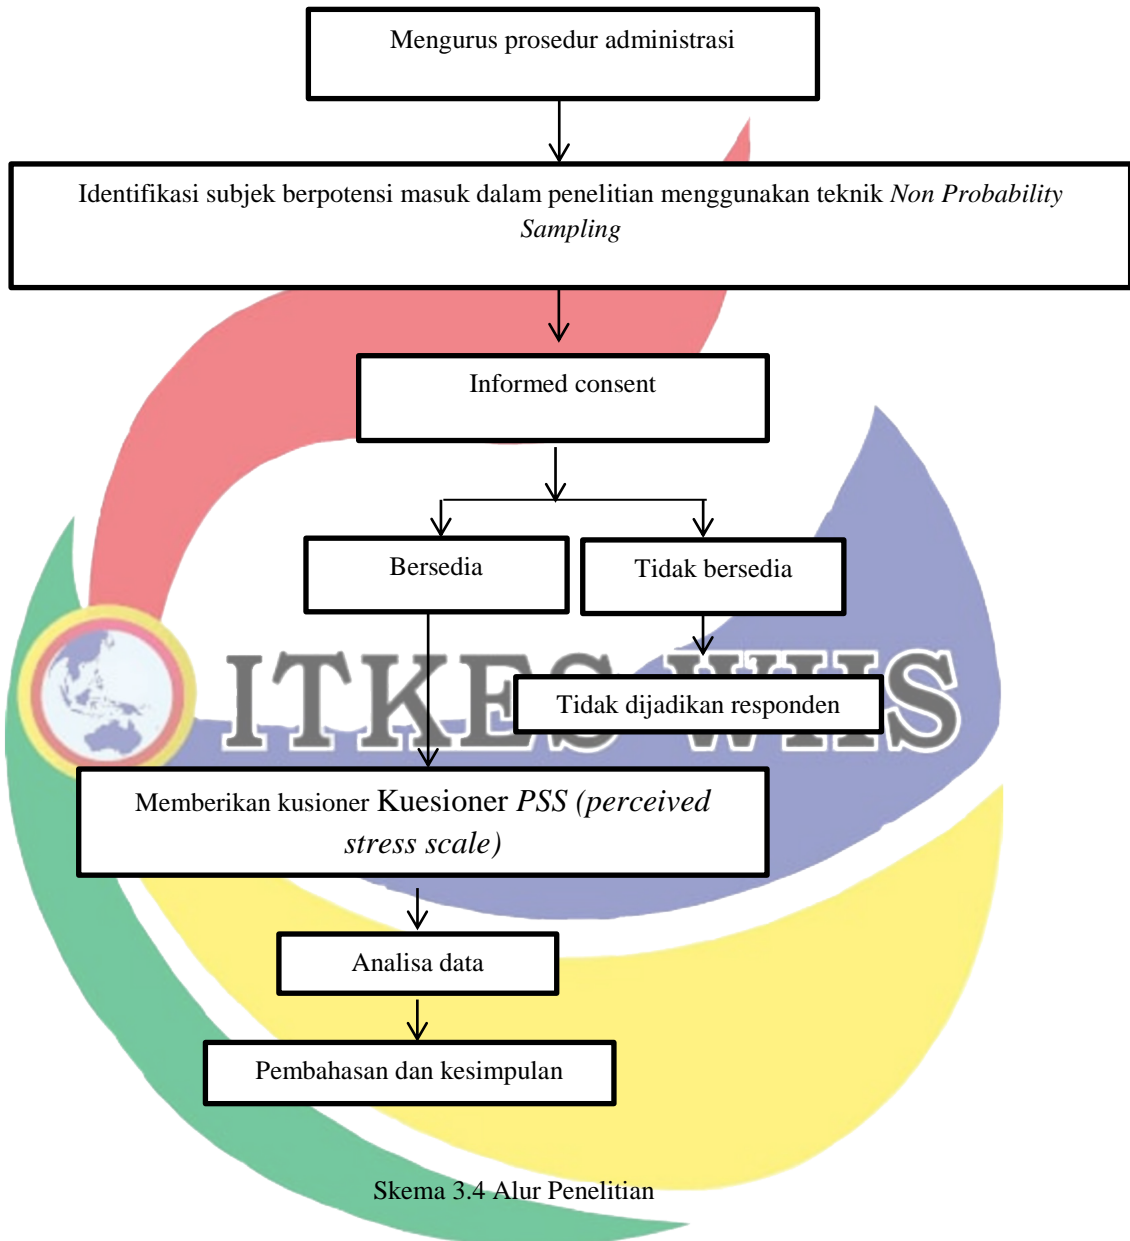 Mengurus prosedur administrasi
Identifikasi subjek berpotensi masuk dalam penelitian menggunakan teknik Non Probability
Sampling
Informed consent
Bersedia
Tidak bersedia
ITKES WHS
Tidak dijadikan responden
Memberikan kusioner Kuesioner PSS (perceived
stress scale)
Analisa data
Pembahasan dan kesimpulan
Skema 3.4 Alur Penelitian